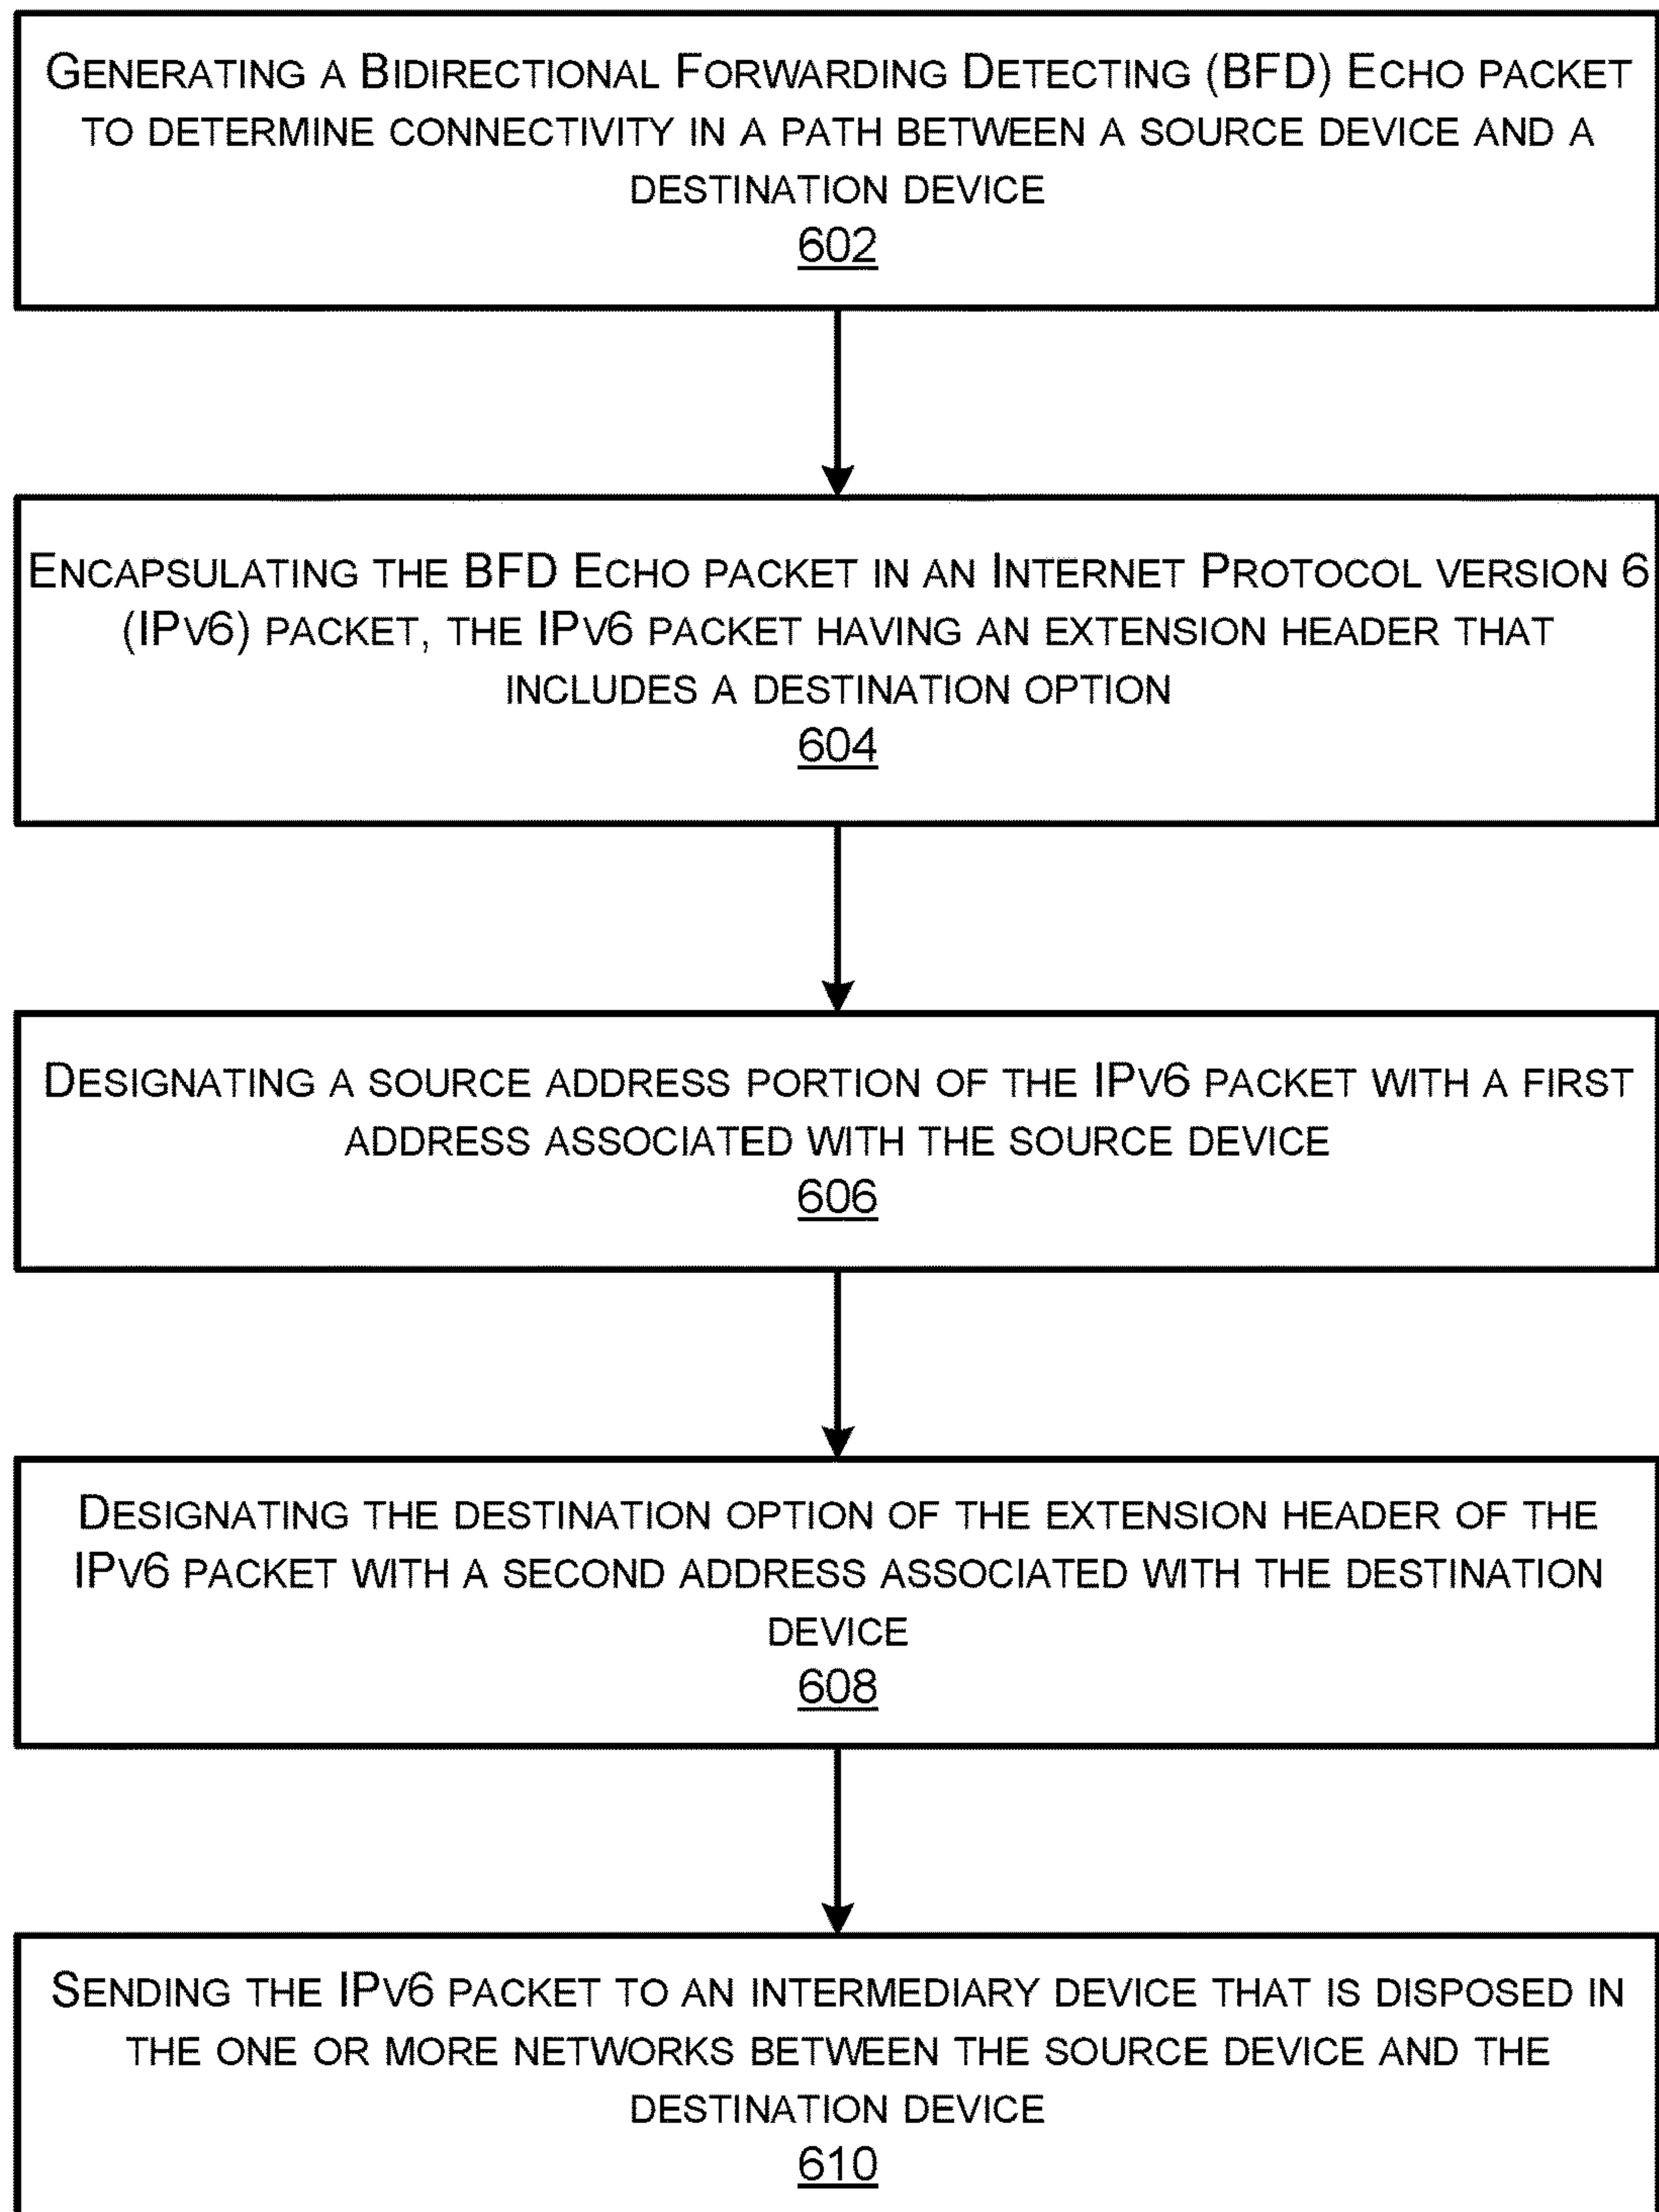 GENERATING A BIDIRECTIONAL FORWARDING DETECTING (BFD) ECHO PACKET
TO DETERMINE CONNECTIVITY IN A PATH BETWEEN A SOURCE DEVICE AND A
DESTINATION DEVICE
602
ENCAPSULATING THE BFD ECHO PACKET IN AN INTERNET PROTOCOL VERSION 6
(IPV6) PACKET, THE IPV6 PACKET HAVING AN EXTENSION HEADER THAT
INCLUDES A DESTINATION OPTION
604
DESIGNATING A SOURCE ADDRESS PORTION OF THE IPV6 PACKET WITH A FIRST
ADDRESS ASSOCIATED WITH THE SOURCE DEVICE
606
DESIGNATING THE DESTINATION OPTION OF THE EXTENSION HEADER OF THE
IPV6 PACKET WITH A SECOND ADDRESS ASSOCIATED WITH THE DESTINATION
DEVICE
608
SENDING THE IPV6 PACKET TO AN INTERMEDIARY DEVICE THAT IS DISPOSED IN
THE ONE OR MORE NETWORKS BETWEEN THE SOURCE DEVICE AND THE
DESTINATION DEVICE
610